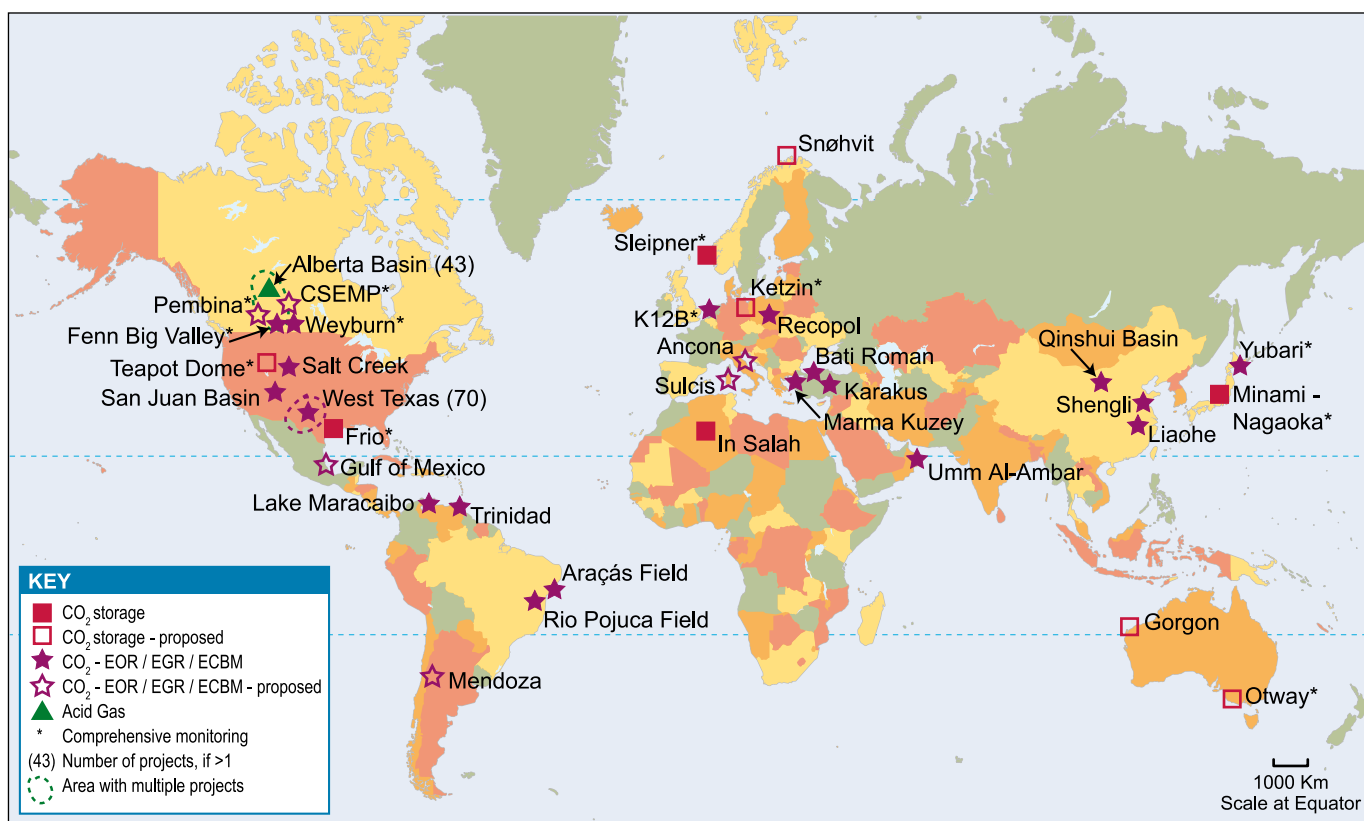 Snøhvit
Sleipner*
Alberta Basin (43)
Pembina*
CSEMP*
Fenn Big Valley*
Weyburn*
Teapot Dome*
Salt Creek
San Juan Basin
West Texas (70)
Frio*
Gulf of Mexico
Lake Maracaibo
Trinidad
Araçás Field
Rio Pojuca Field
Mendoza
Ketzin*
K12B*
Recopol
Ancona
Sulcis
Bati Roman
Karakus
Marma Kuzey
In Salah
Umm Al-Ambar
Qinshui Basin
Yubari*
Shengli
Liaohe
Minami -
Nagaoka*
Gorgon
Otway*
KEY
CO₂ storage
CO₂ storage - proposed
CO₂ - EOR / EGR / ECBM
CO₂ - EOR / EGR / ECBM - proposed
Acid Gas
* Comprehensive monitoring
(43) Number of projects, if >1
Area with multiple projects
1000 Km
Scale at Equator